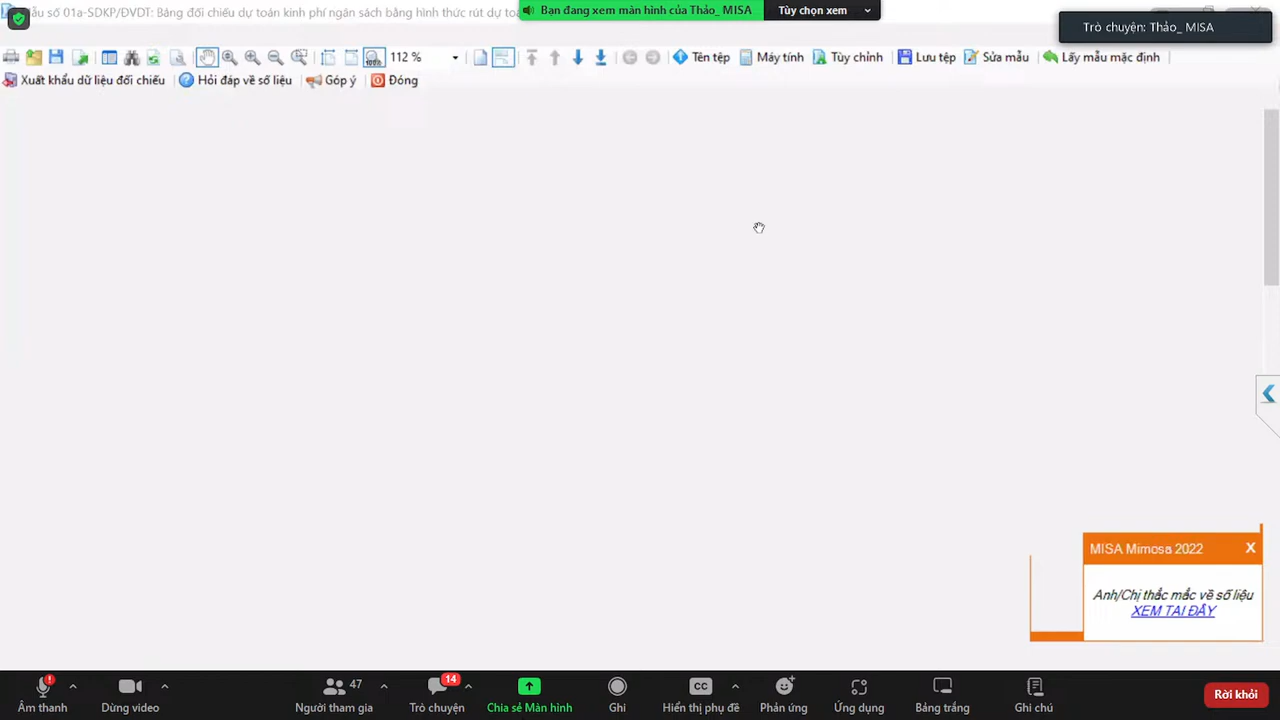 ẫu số 01a-SDKP/ĐVDT: Bảng đối chiếu dự toán kinh phí ngân sách bằng hình thức rút dự to
Bạn đang xem màn hình của Thảo_ MISA
Tùy chọn xem
Trò chuyện: Thảo_ MISA
112 %
Tên tệp
Máy tính
Tùy chỉnh
Lưu tệp
Sửa mẫu
Lấy mẫu mặc định
Xuất khẩu dữ liệu đối chiếu
Hỏi đáp về số liệu
Góp ý
Đóng
MISA Mimosa 2022
X
Anh/Chị thắc mắc về số liệu
XEM TẠI ĐÂY
47
14
CC
Âm thanh
Dừng video
Người tham gia
Trò chuyện
Chia sẻ Màn hình
Ghi
Hiển thị phụ đề
Phản ứng
Ứng dụng
Bảng trắng
Ghi chú
Rời khỏi